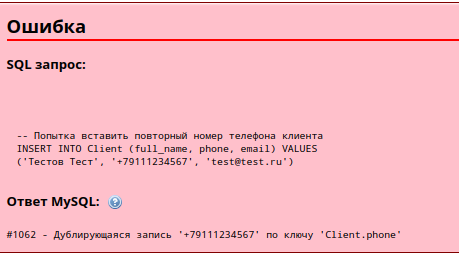 Ошибка
SQL запрос:
-- Попытка вставить повторный номер телефона клиента
INSERT INTO Client (full_name, phone, email) VALUES
('Тестов Тест', '+79111234567', 'test@test.ru')
Ответ MySQL:
#1062 - Дублирующаяся запись '+79111234567' по ключу 'Client.phone'